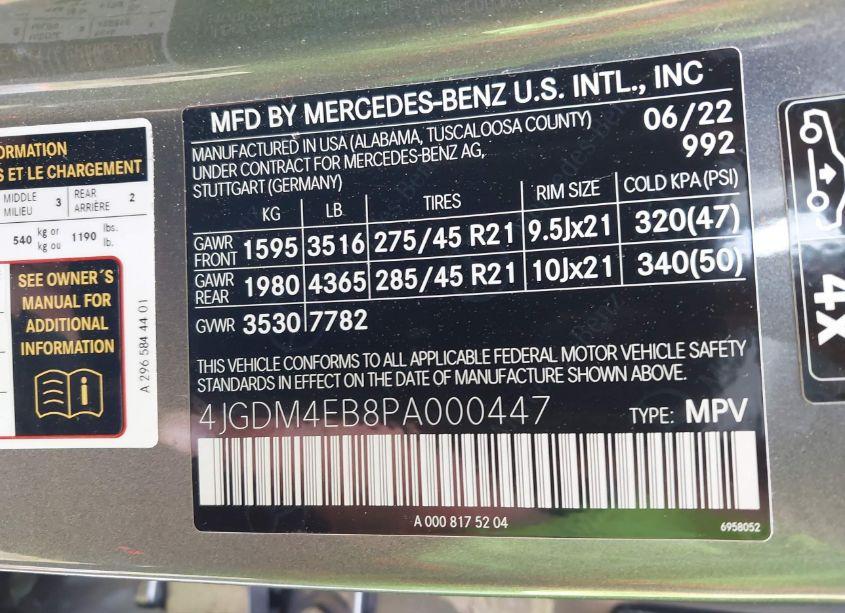 ORMATION
S ET LE CHARGEMENT
MIDDLE
MILIEU 3
REAR
ARRIÈRE 2
540 kg or
kg ou 1190 lbs.
lb.
SEE OWNER´S
MANUAL FOR
ADDITIONAL
INFORMATION
A 296 584 44 01
MFD BY MERCEDES-BENZ U.S. INTL., INC
MANUFACTURED IN USA (ALABAMA, TUSCALOOSA COUNTY) 06/22
UNDER CONTRACT FOR MERCEDES-BENZ AG, 992
STUTTGART (GERMANY)
KG LB TIRES RIM SIZE COLD KPA(PSI)
GAWR
FRONT 1595 3516 275/45 R21 9.5Jx21 320(47)
GAWR
REAR 1980 4365 285/45 R21 10Jx21 340(50)
GVWR 3530 7782
THIS VEHICLE CONFORMS TO ALL APPLICABLE FEDERAL MOTOR VEHICLE SAFETY
STANDARDS IN EFFECT ON THE DATE OF MANUFACTURE SHOWN ABOVE.
4JGDM4EB8PA000447 TYPE: MPV
A 000 817 52 04
6958052
4X